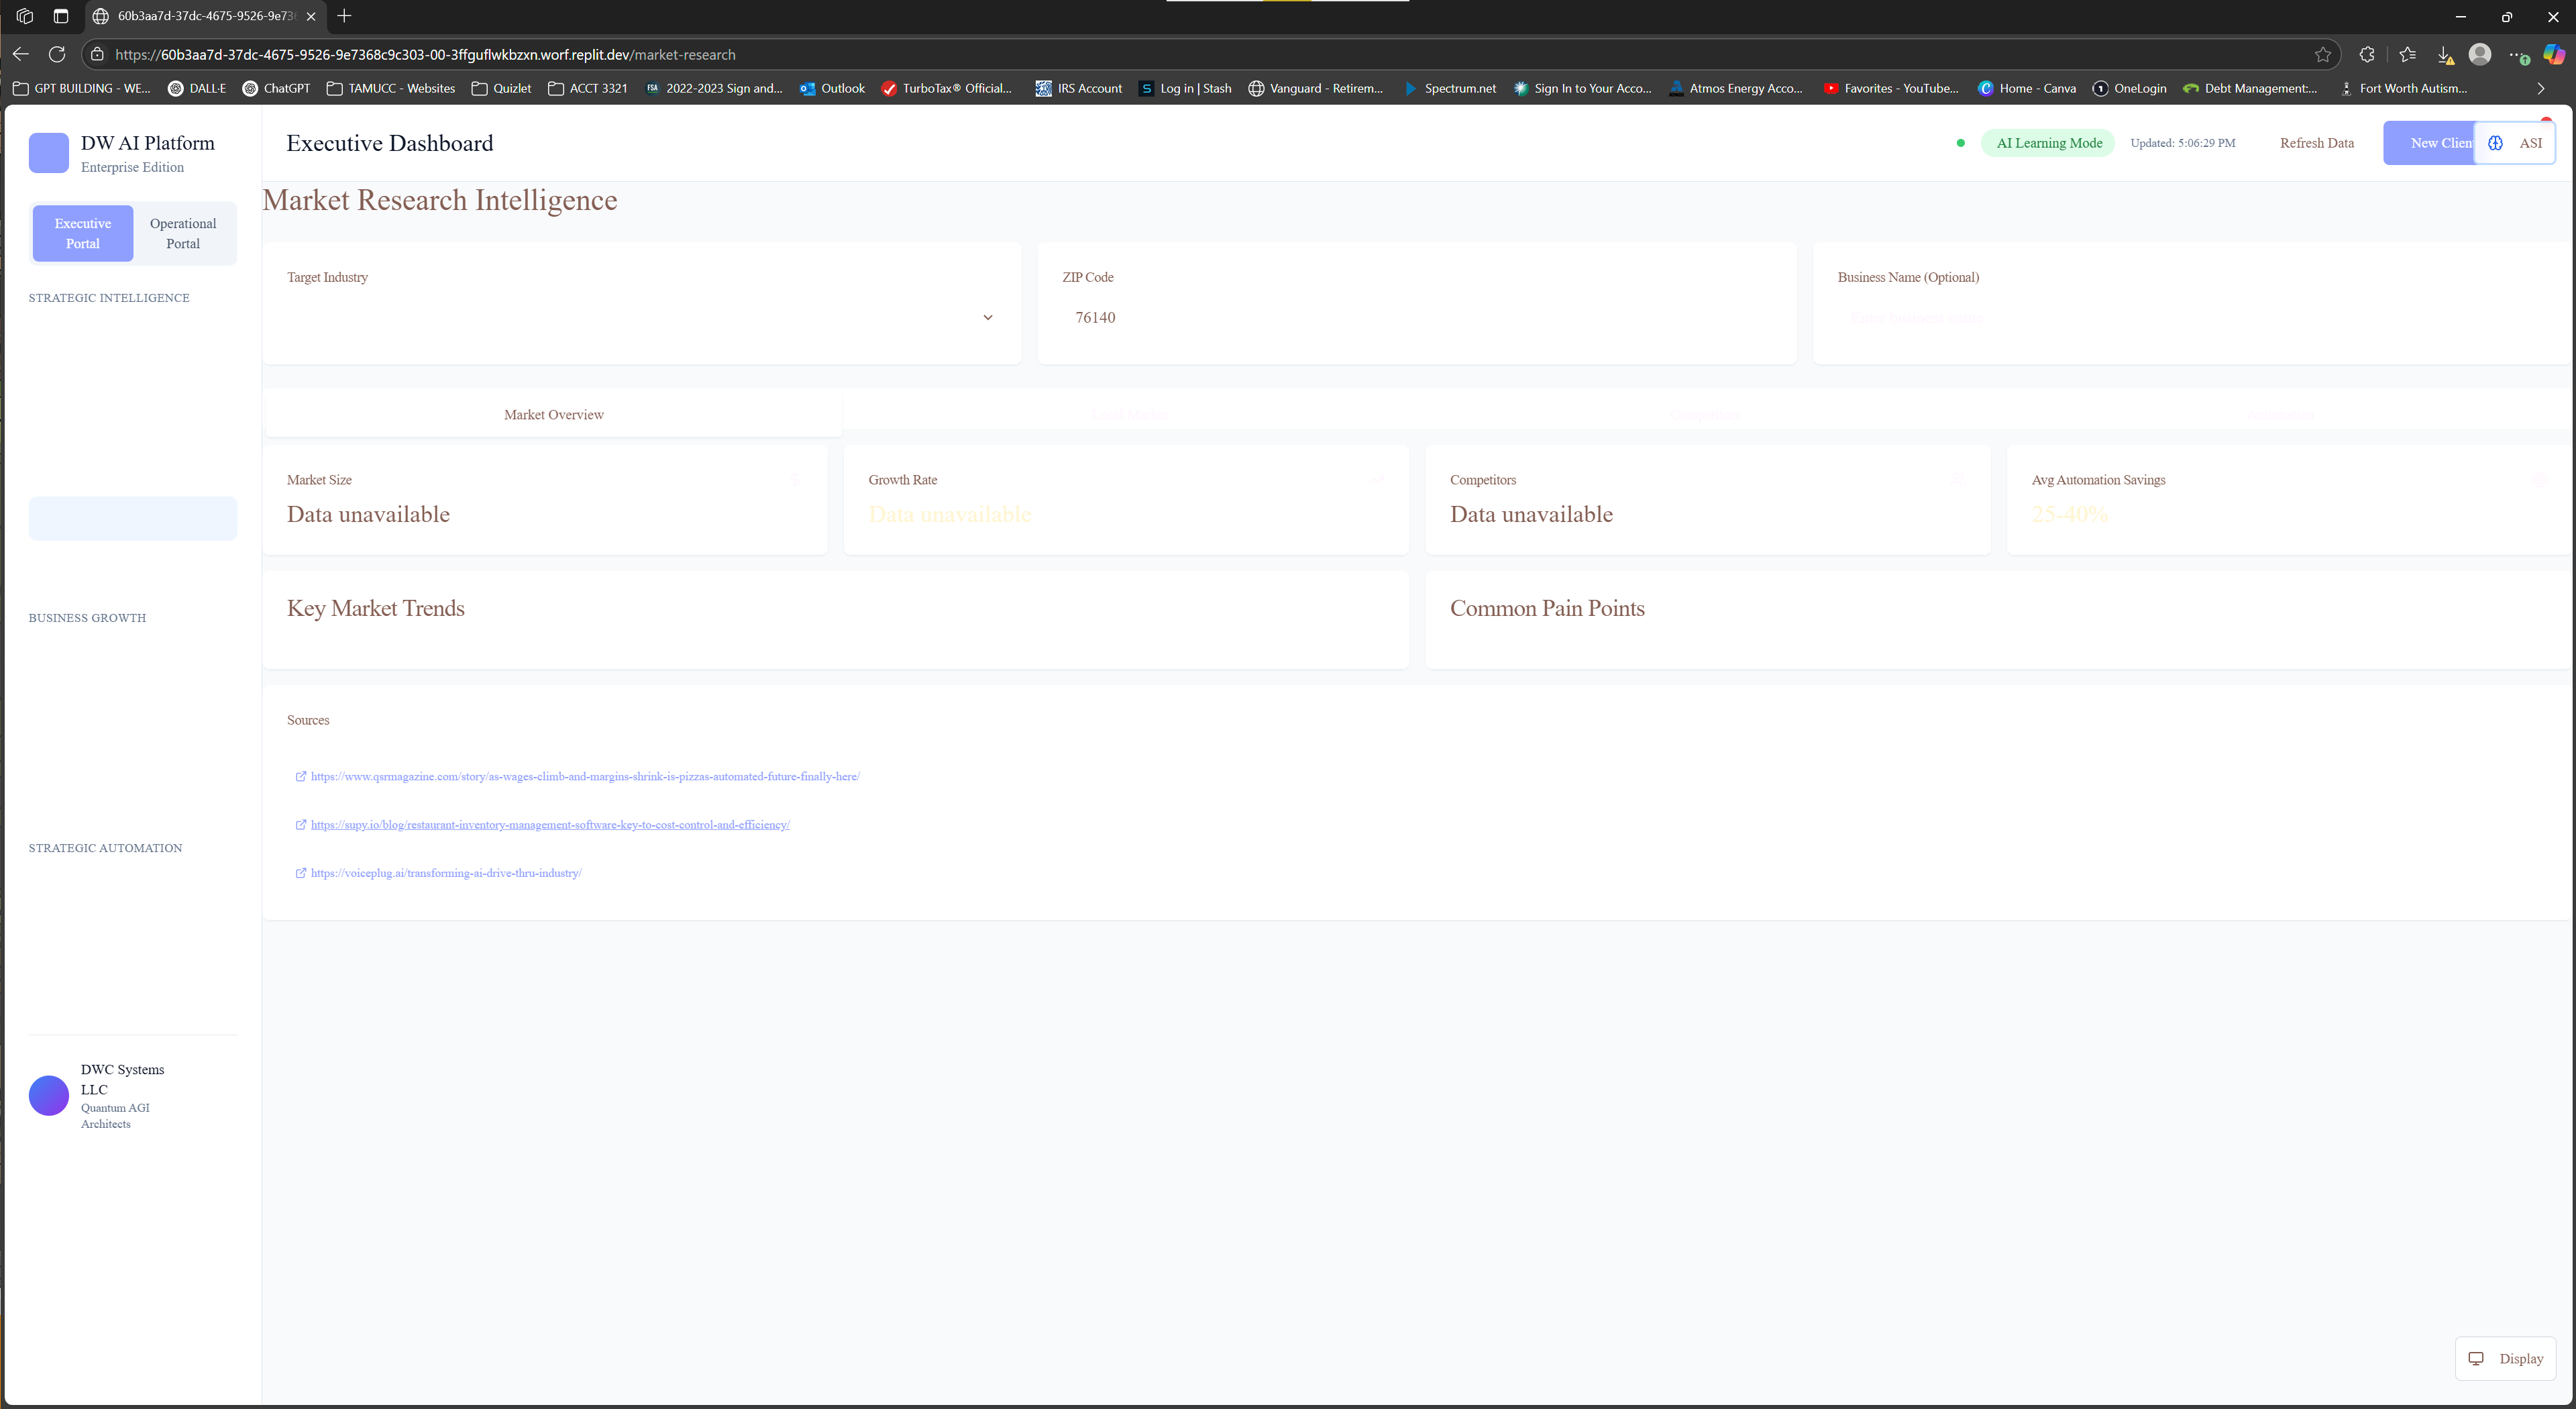 60b3aa7d-37dc-4675-9526-9e73
https://60b3aa7d-37dc-4675-9526-9e7368c9c303-00-3ffguflwkbzxn.worf.replit.dev/market-research
GPT BUILDING - WE...
DALL·E
ChatGPT
TAMUCC - Websites
Quizlet
ACCT 3321
FSA
2022-2023 Sign and...
Outlook
TurboTax® Official...
IRS Account
S
Log in | Stash
Vanguard - Retirem...
Spectrum.net
Sign In to Your Acco...
Atmos Energy Acco...
Favorites - YouTube...
Home - Canva
OneLogin
Debt Management:...
Fort Worth Autism...
DW AI Platform
Enterprise Edition
Executive Dashboard
AI Learning Mode
Updated: 5:06:29 PM
Refresh Data
New Clien
ASI
Executive
Portal
Operational
Portal
STRATEGIC INTELLIGENCE
BUSINESS GROWTH
STRATEGIC AUTOMATION
DWC Systems
LLC
Quantum AGI
Architects
Market Research Intelligence
Target Industry
ZIP Code
76140
Business Name (Optional)
Enter business name
Market Overview
Local Market
Market Size
Data unavailable
Growth Rate
Data unavailable
Competitors
Data unavailable
Avg Automation Savings
25-40%
Key Market Trends
Common Pain Points
Sources
https://www.qsrmagazine.com/story/as-wages-climb-and-margins-shrink-is-pizzas-automated-future-finally-here/
https://supy.io/blog/restaurant-inventory-management-software-key-to-cost-control-and-efficiency/
https://voiceplug.ai/transforming-ai-drive-thru-industry/
Display